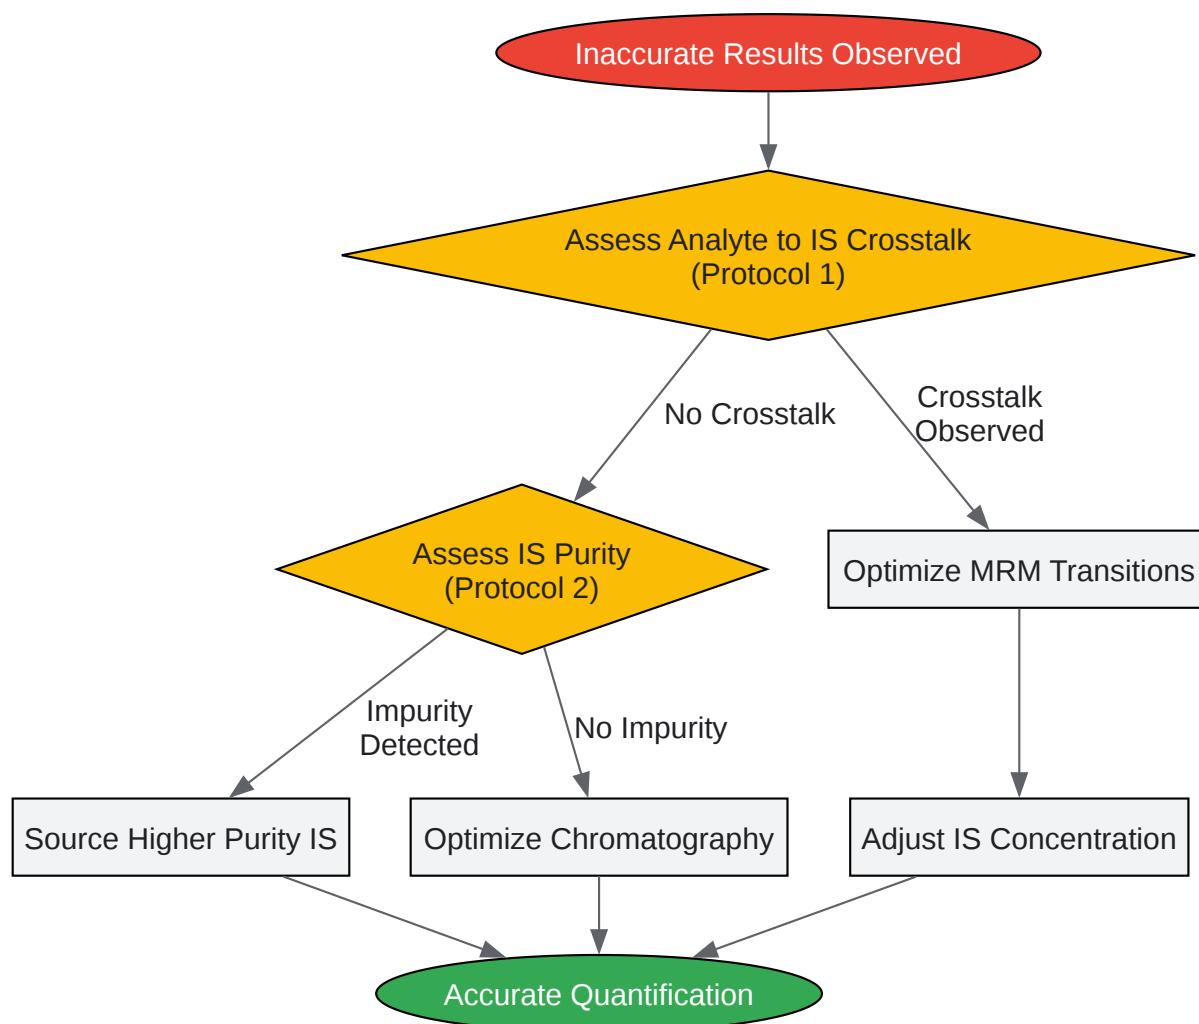 Inaccurate Results Observed
Assess Analyte to IS Crosstalk
(Protocol 1)
No Crosstalk
Crosstalk
Observed
Assess IS Purity
(Protocol 2)
Optimize MRM Transitions
Impurity
Detected
No Impurity
Source Higher Purity IS
Optimize Chromatography
Adjust IS Concentration
Accurate Quantification